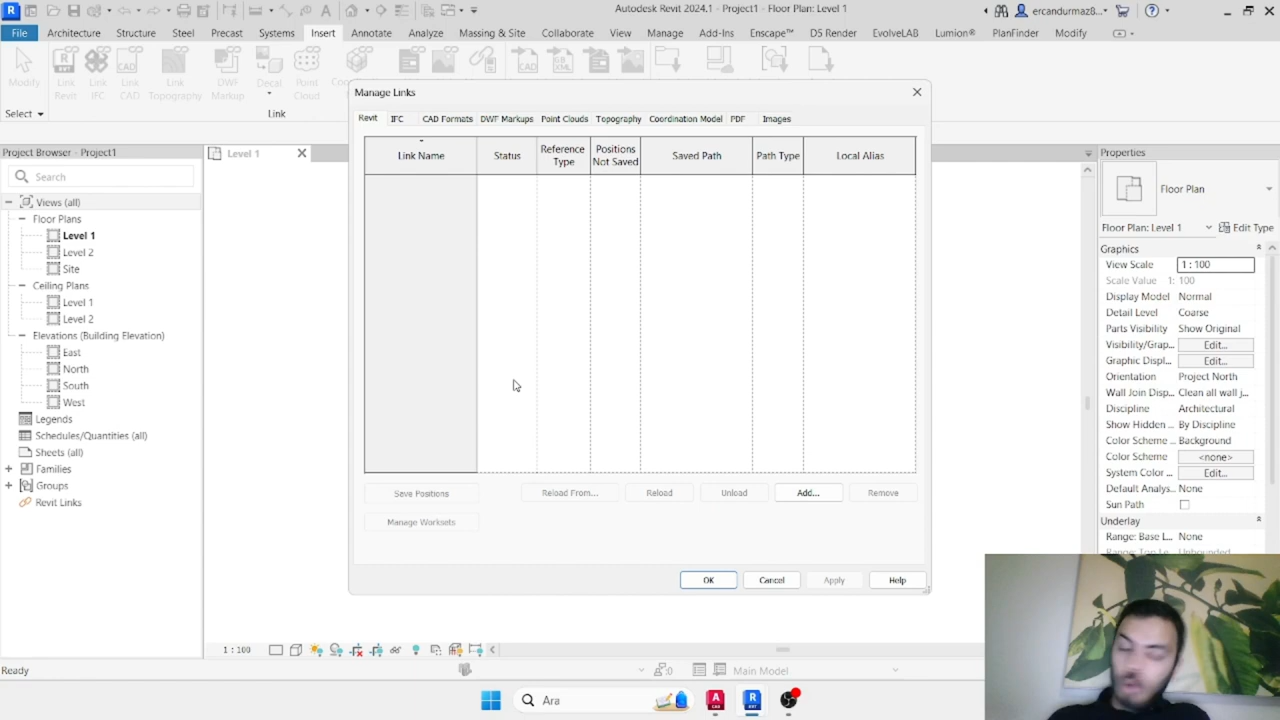 Autodesk Revit 2024.1 - Project1 - Floor Plan: Level 1
ercandurmaz8...
File Architecture Structure Steel Precast Systems Insert Annotate Analyze Massing & Site Collaborate View Manage Add-Ins Enscape™ D5 Render EvolveLAB Lumion® PlanFinder Modify
Modify
Link Revit
Link IFC
Link CAD
Link Topography
DWF Markup
Decal
Point Cloud
Select
Link
Manage Links
Revit IFC CAD Formats DWF Markups Point Clouds Topography Coordination Model PDF Images
Link Name
Status
Reference Type
Positions Not Saved
Saved Path
Path Type
Local Alias
Save Positions
Reload From...
Reload
Unload
Add...
Remove
Manage Worksets
OK
Cancel
Apply
Help
Project Browser - Project1
Search
Views (all)
Floor Plans
Level 1
Level 2
Site
Ceiling Plans
Level 1
Level 2
Elevations (Building Elevation)
East
North
South
West
Legends
Schedules/Quantities (all)
Sheets (all)
Families
Groups
Revit Links
Level 1
Properties
Floor Plan
Floor Plan: Level 1
Edit Type
Graphics
View Scale 1 : 100
Scale Value 1: 100
Display Model Normal
Detail Level Coarse
Parts Visibility Show Original
Visibility/Grap... Edit...
Graphic Displ... Edit...
Orientation Project North
Wall Join Disp... Clean all wall j...
Discipline Architectural
Show Hidden ... By Discipline
Color Scheme ... Background
Color Scheme <none>
System Color ... Edit...
Default Analys... None
Sun Path
Underlay
Range: Base L... None
1 : 100
Ready
:0
Main Model
Ara